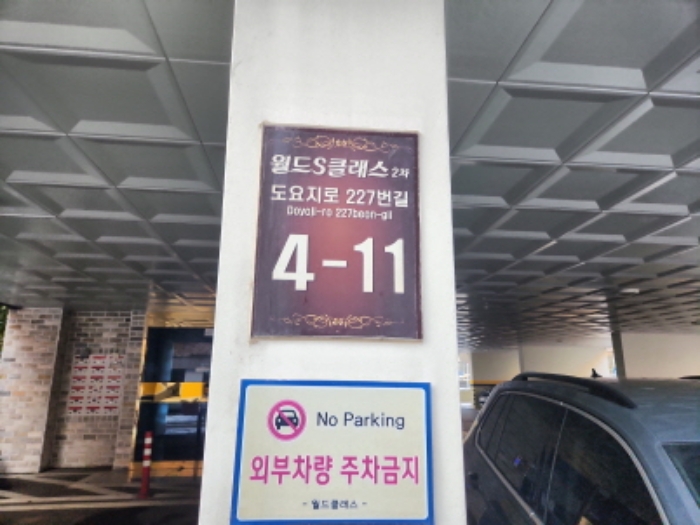 월드S클래스 2차
도요지로 227번길
Doyoji-ro 227beon-gil
4-11
No Parking
외부차량 주차금지
- 월드클래스 -